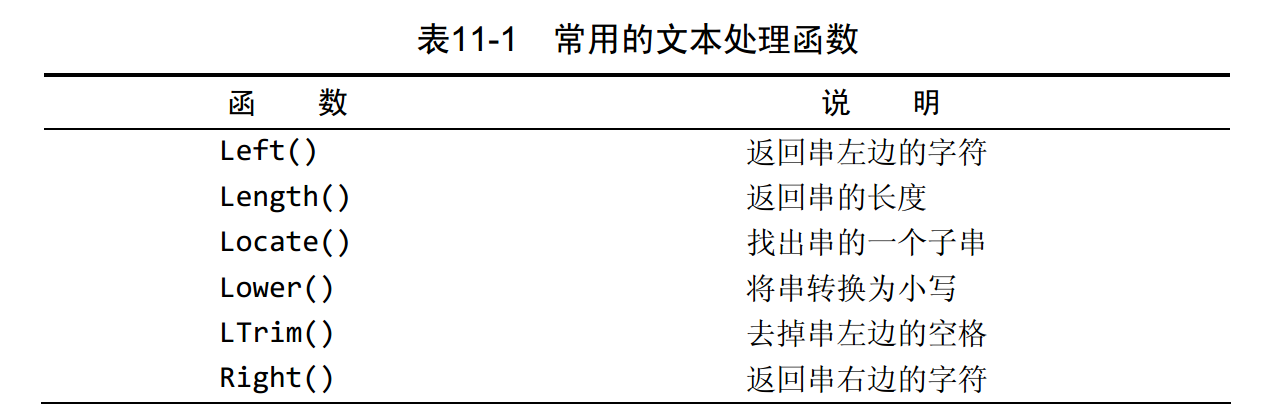 表11-1 常用的文本处理函数
函 数 说 明
Left() 返回串左边的字符
Length() 返回串的长度
Locate() 找出串的一个子串
Lower() 将串转换为小写
LTrim() 去掉串左边的空格
Right() 返回串右边的字符